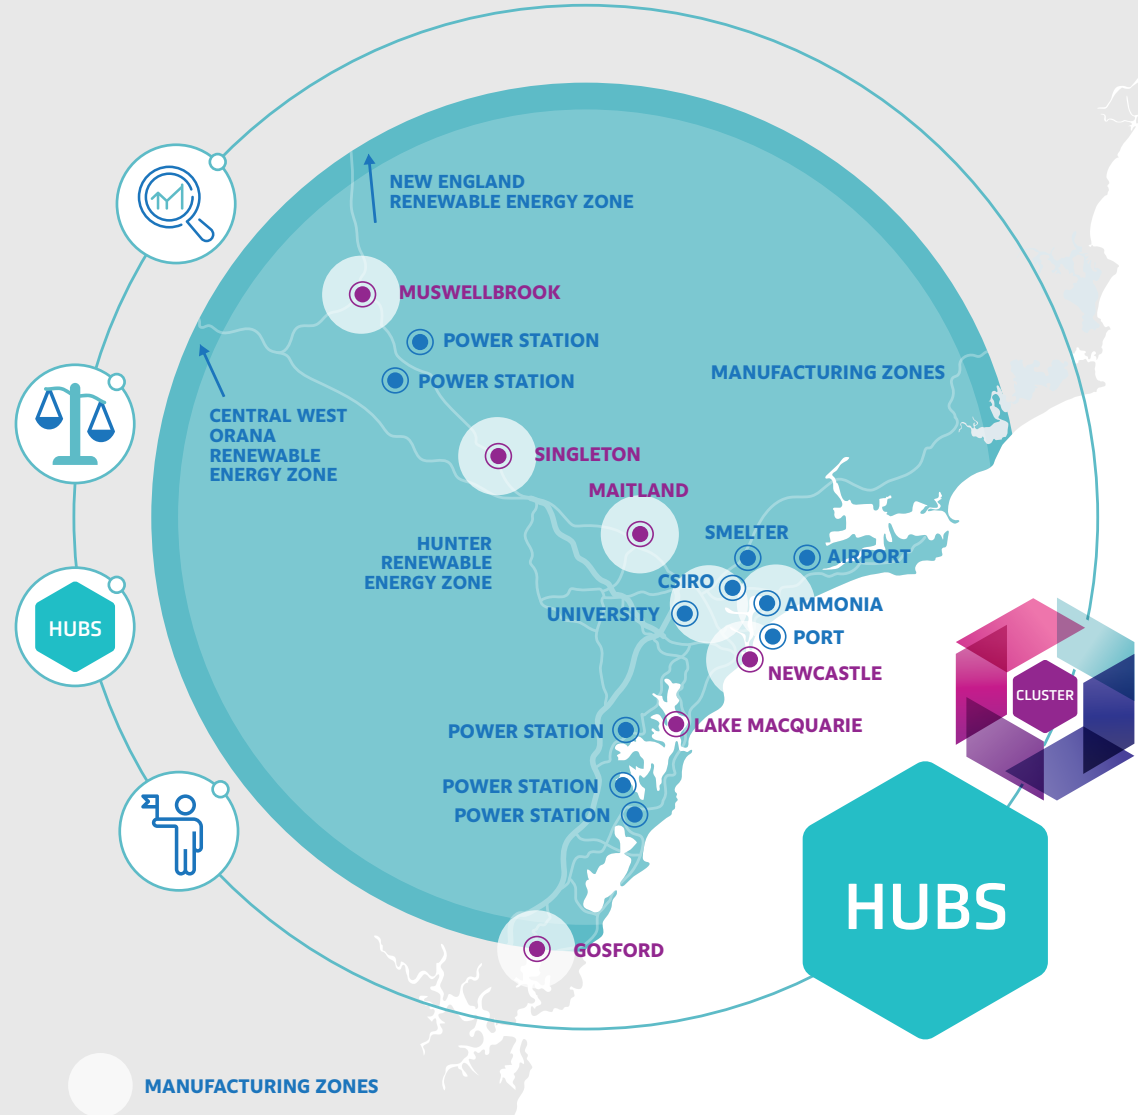 NEW ENGLAND
RENEWABLE ENERGY ZONE
MUSWELLBROOK
POWER STATION
MANUFACTURING ZONES
POWER STATION
CENTRAL WEST
ORANA
RENEWABLE
ENERGY ZONE
SINGLETON
MAITLAND
SMELTER
HUNTER
RENEWABLE
ENERGY ZONE
AIRPORT
CSIRO
AMMONIA
UNIVERSITY
HUBS
PORT
NEWCASTLE
CLUSTER
LAKE MACQUARIE
POWER STATION
POWER STATION
POWER STATION
HUBS
GOSFORD
MANUFACTURING ZONES